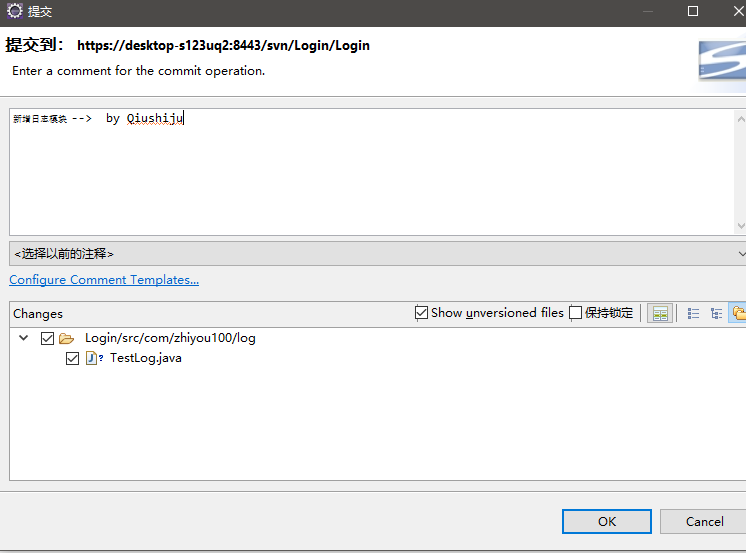 提交
提交到： https://desktop-s123uq2:8443/svn/Login/Login
Enter a comment for the commit operation.
新增日志模块 -->  by Qiushiju
<选择以前的注释>
Configure Comment Templates...
Changes Show unversioned files 保持锁定
Login/src/com/zhiyou100/log
TestLog.java
OK Cancel